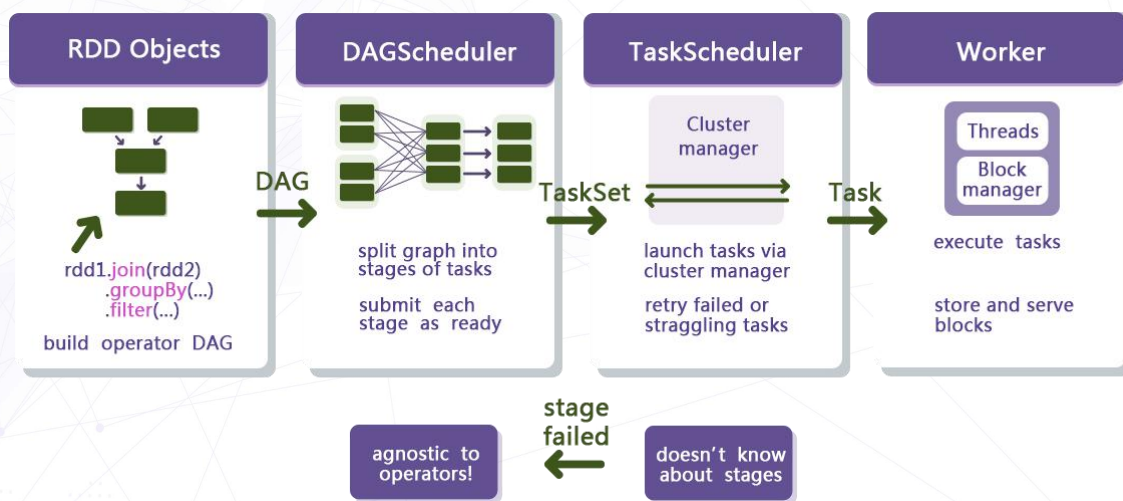 RDD Objects
rdd1.join(rdd2)
.groupBy(...)
.filter(...)
build operator DAG
DAG
DAGScheduler
split graph into
stages of tasks
submit each
stage as ready
TaskSet
TaskScheduler
Cluster
manager
launch tasks via
cluster manager
retry failed or
straggling tasks
Task
Worker
Threads
Block
manager
execute tasks
store and serve
blocks
agnostic to
operators!
stage
failed
doesn't know
about stages